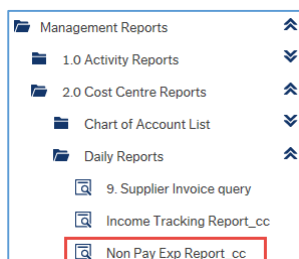 Management Reports
1.0 Activity Reports
2.0 Cost Centre Reports
Chart of Account List
Daily Reports
9. Supplier Invoice query
Income Tracking Report_cc
Non Pay Exp Report_cc